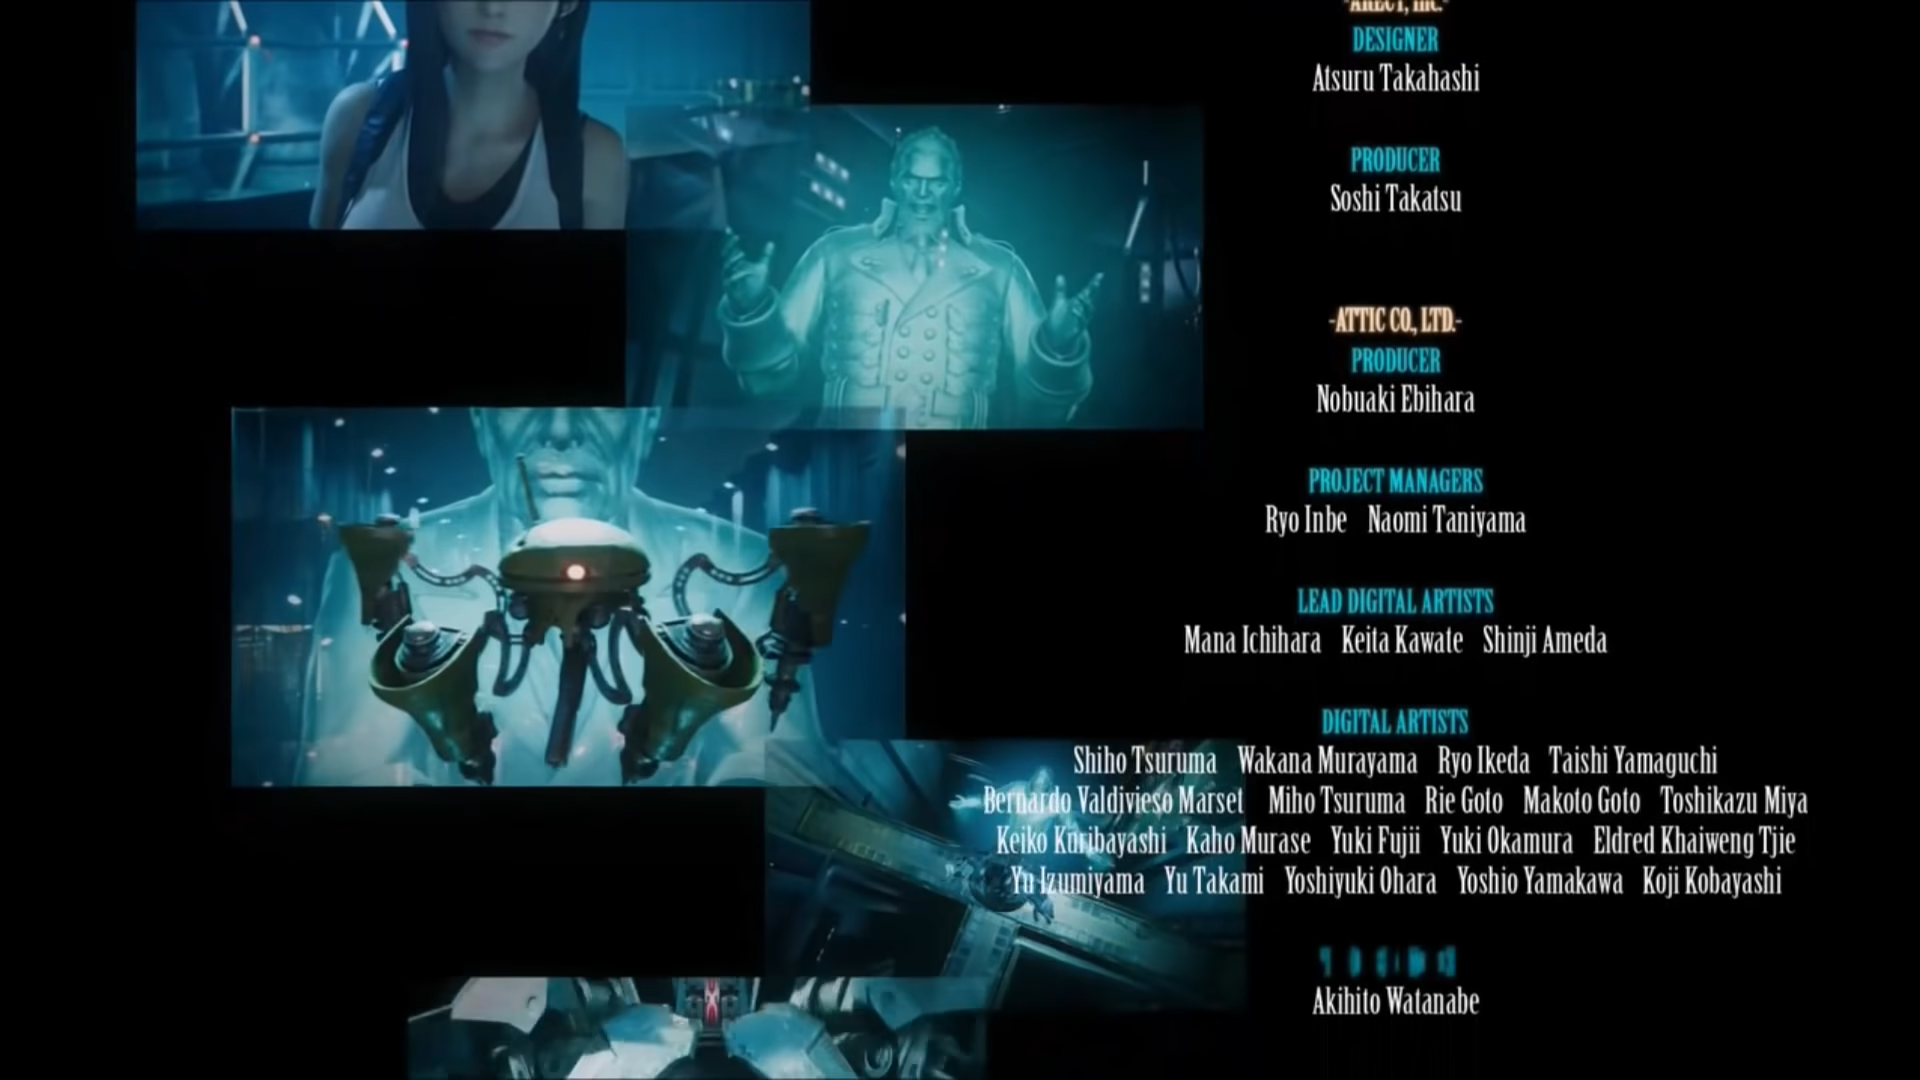 -ARECT, Inc.-
DESIGNER
Atsuru Takahashi
PRODUCER
Soshi Takatsu
-ATTIC CO., LTD.-
PRODUCER
Nobuaki Ebihara
PROJECT MANAGERS
Ryo Inbe Naomi Taniyama
LEAD DIGITAL ARTISTS
Mana Ichihara Keita Kawate Shinji Ameda
DIGITAL ARTISTS
Shiho Tsuruma Wakana Murayama Ryo Ikeda Taishi Yamaguchi
Bernardo Valdivieso Marset Miho Tsuruma Rie Goto Makoto Goto Toshikazu Miya
Keiko Kuribayashi Kaho Murase Yuki Fujii Yuki Okamura Eldred Khaiweng Tjie
Yu Izumiyama Yu Takami Yoshiyuki Ohara Yoshio Yamakawa Koji Kobayashi
Akihito Watanabe